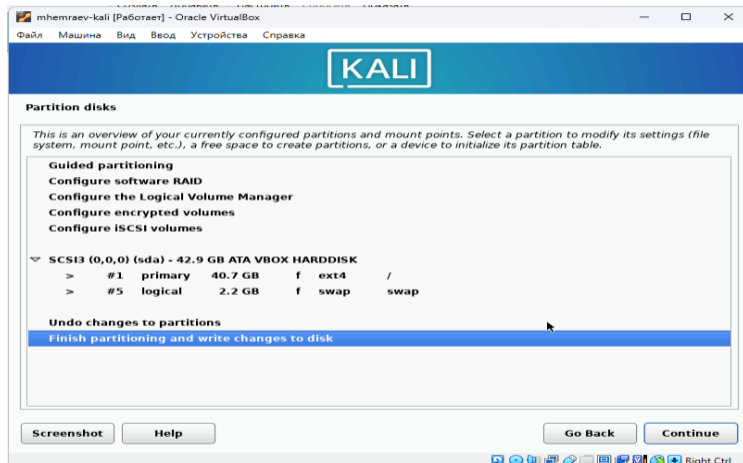 mhemraev-kali [Работает] - Oracle VirtualBox
Файл Машина Вид Ввод Устройства Справка
KALI
Partition disks
This is an overview of your currently configured partitions and mount points. Select a partition to modify its settings (file
system, mount point, etc.), a free space to create partitions, or a device to initialize its partition table.
Guided partitioning
Configure software RAID
Configure the Logical Volume Manager
Configure encrypted volumes
Configure iSCSI volumes
SCSI3 (0,0,0) (sda) - 42.9 GB ATA VBOX HARDDISK
> #1 primary 40.7 GB f ext4 /
> #5 logical 2.2 GB f swap swap
Undo changes to partitions
Finish partitioning and write changes to disk
Screenshot Help Go Back Continue
Right Ctrl